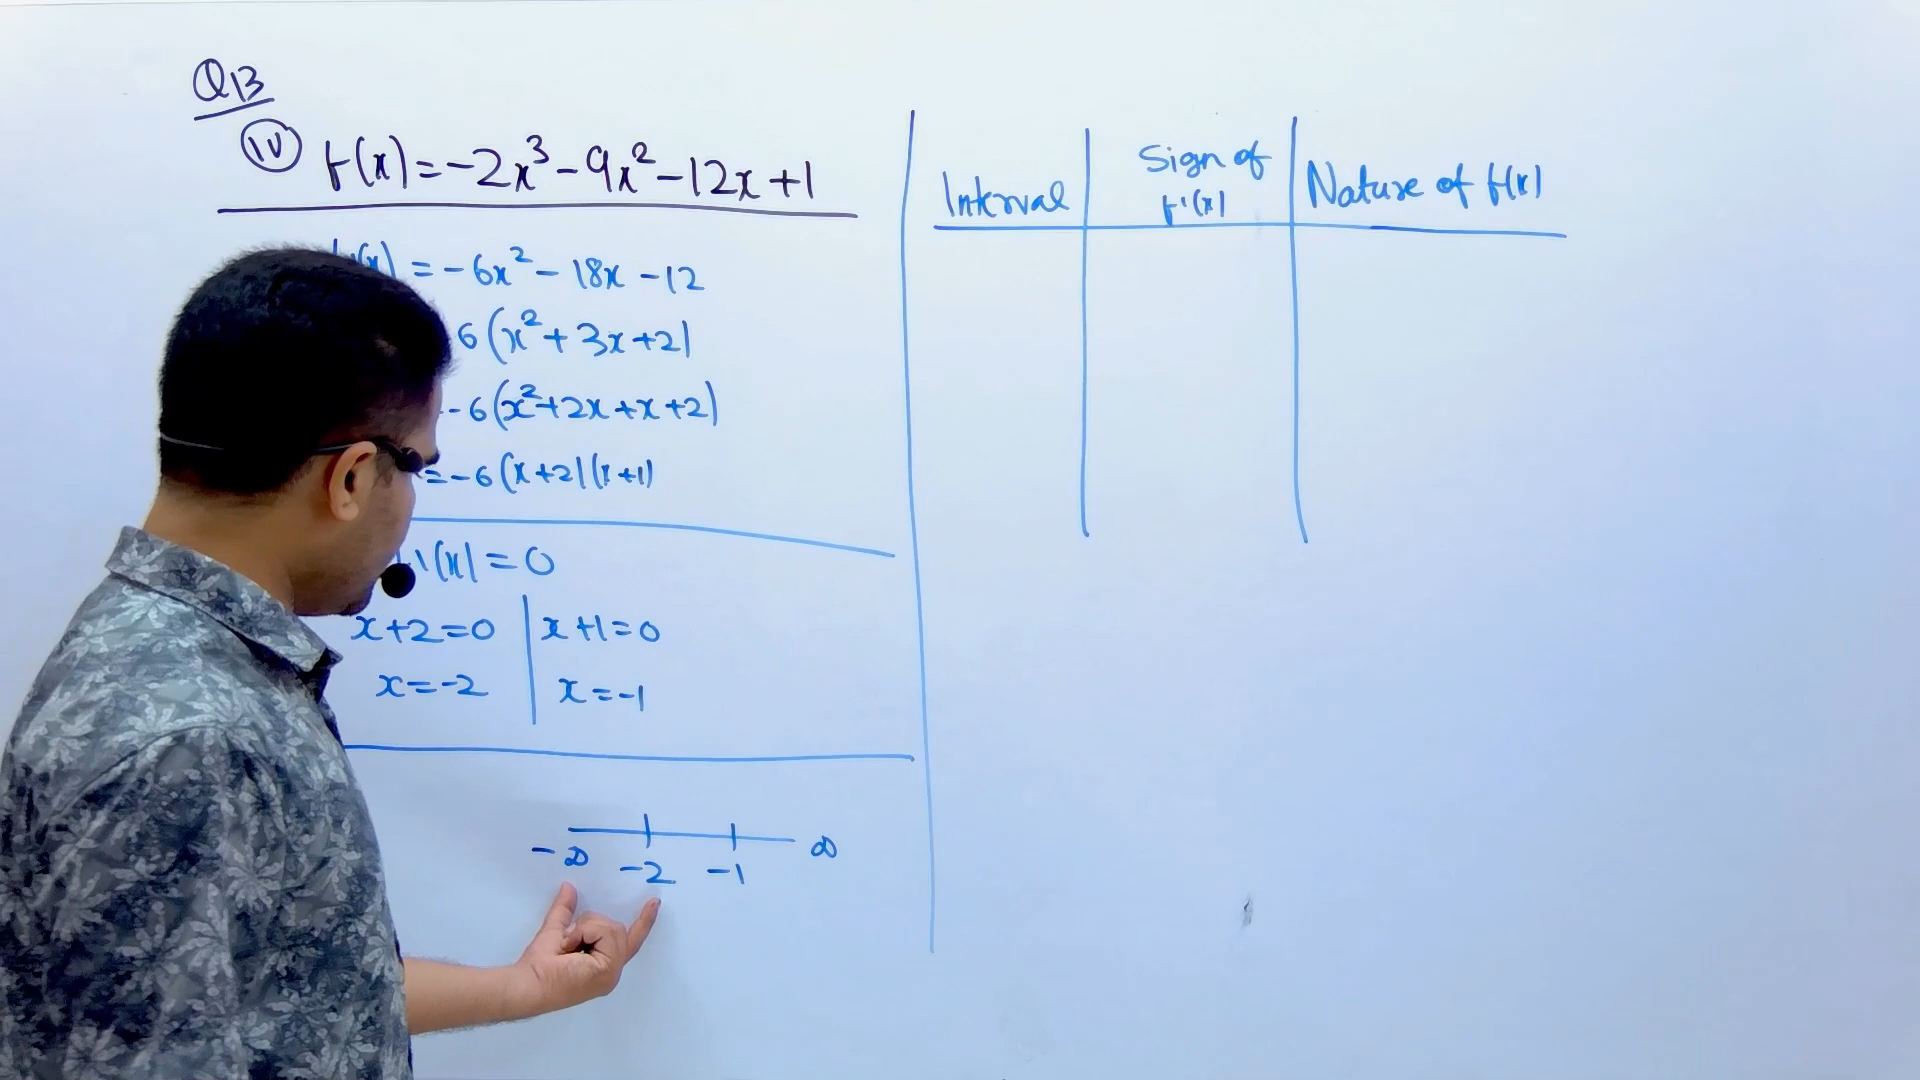 Q13
(iv) f(x)=-2x³-9x²-12x+1
f'(x) = -6x²- 18x -12
6(x²+3x+2)
-6(x²+2x+x+2)
=-6(x+2)(x+1)
f'(x)=0
x+2=0 | x+1=0
x=-2 | x=-1
-∞ -2 -1 ∞
Interval | Sign of f'(x) | Nature of f(x)